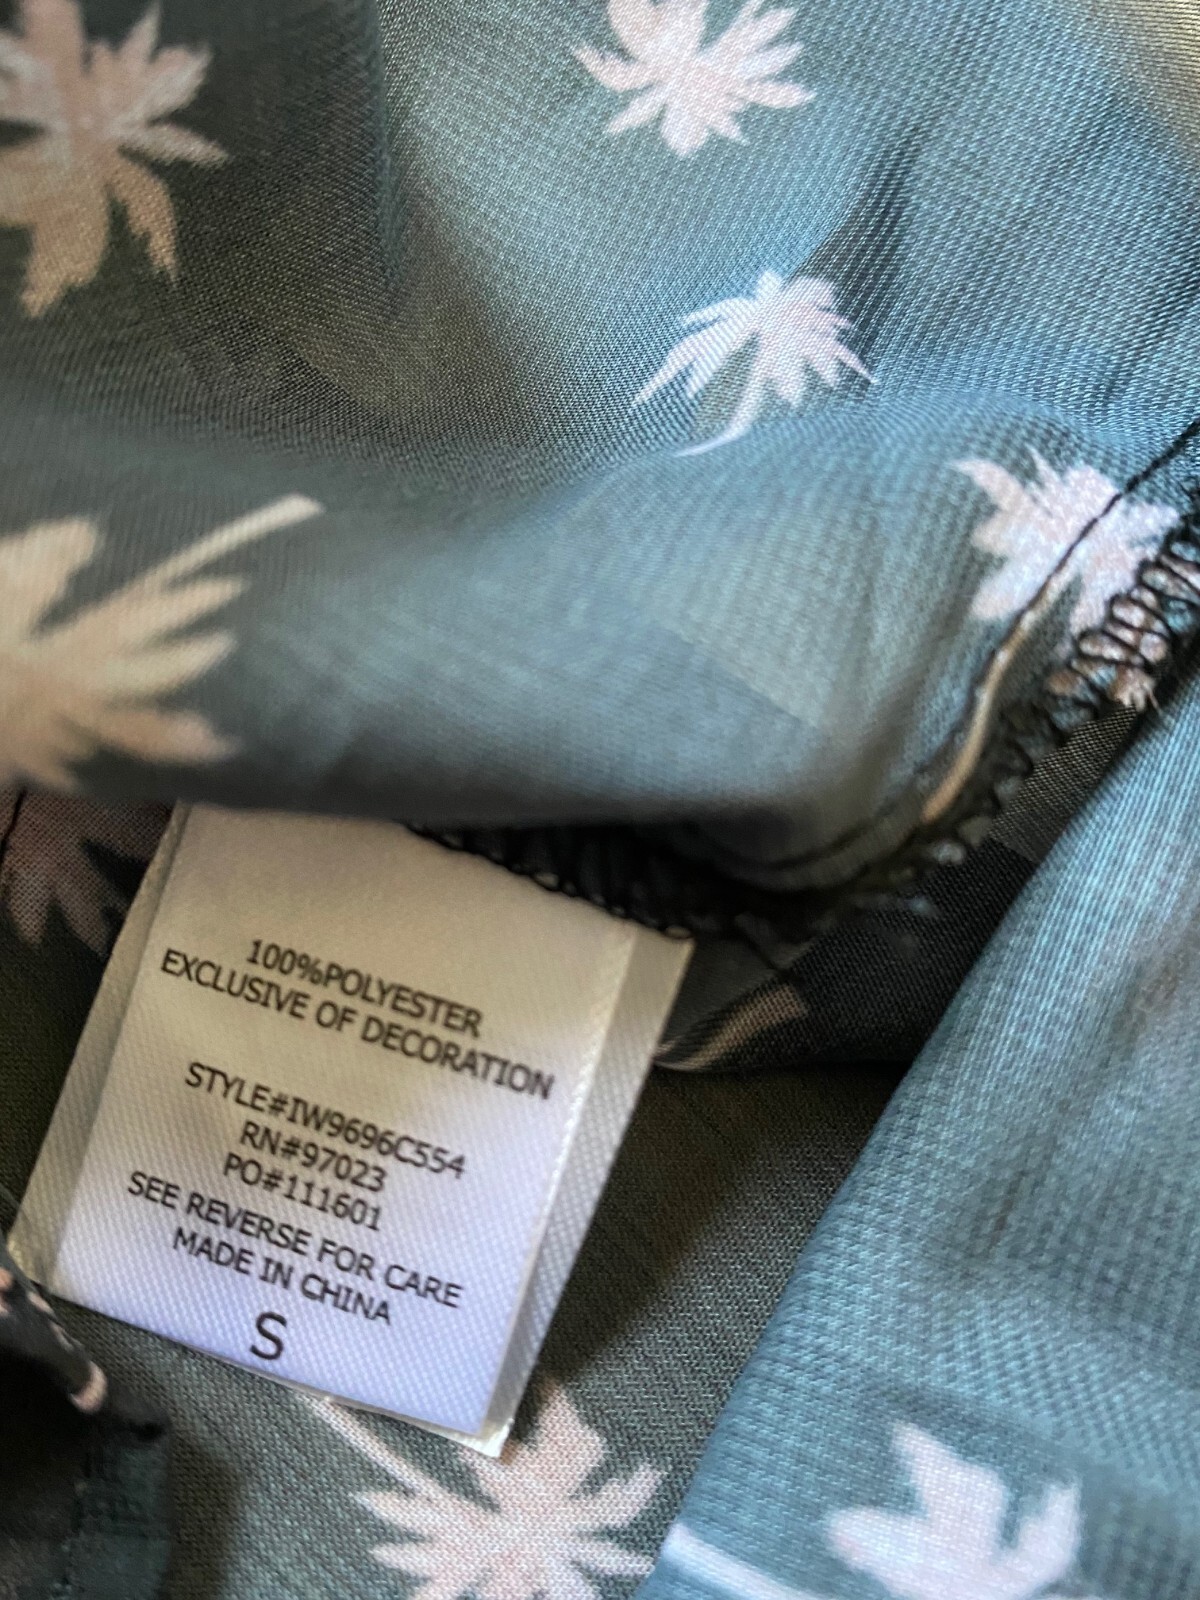 100%POLYESTER
EXCLUSIVE OF DECORATION
STYLE#IW9696C554
RN#97023
PO#111601
SEE REVERSE FOR CARE
MADE IN CHINA
S